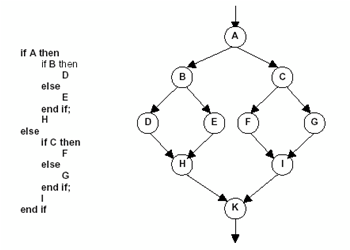 if A then
if B then
D
else
E
end if;
H
else
if C then
F
else
G
end if;
I
end if
A
B C
D E F G
H I
K